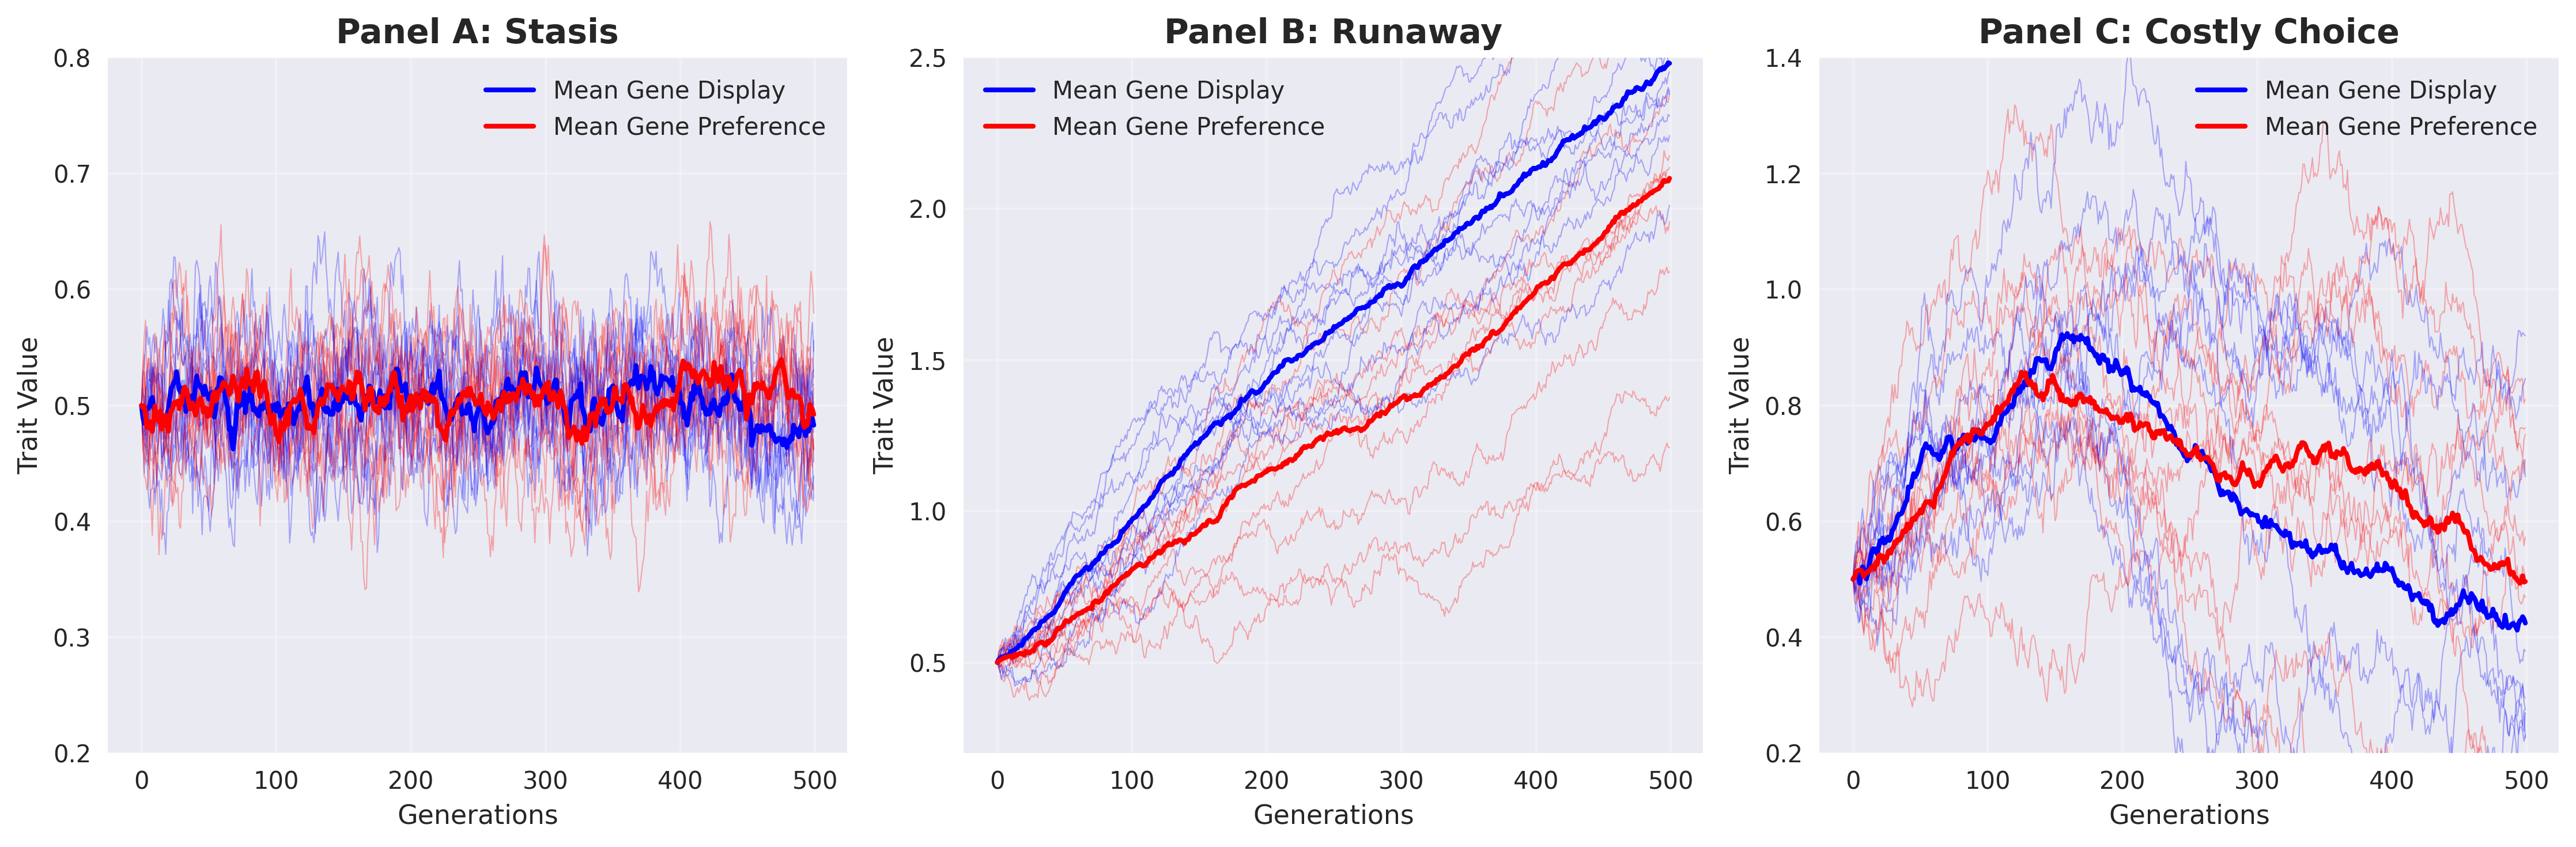 Panel A: Stasis
Mean Gene Display
Mean Gene Preference
Trait Value
0.8
0.7
0.6
0.5
0.4
0.3
0.2
0 100 200 300 400 500
Generations
Panel B: Runaway
Mean Gene Display
Mean Gene Preference
Trait Value
2.5
2.0
1.5
1.0
0.5
0 100 200 300 400 500
Generations
Panel C: Costly Choice
Mean Gene Display
Mean Gene Preference
Trait Value
1.4
1.2
1.0
0.8
0.6
0.4
0.2
0 100 200 300 400 500
Generations